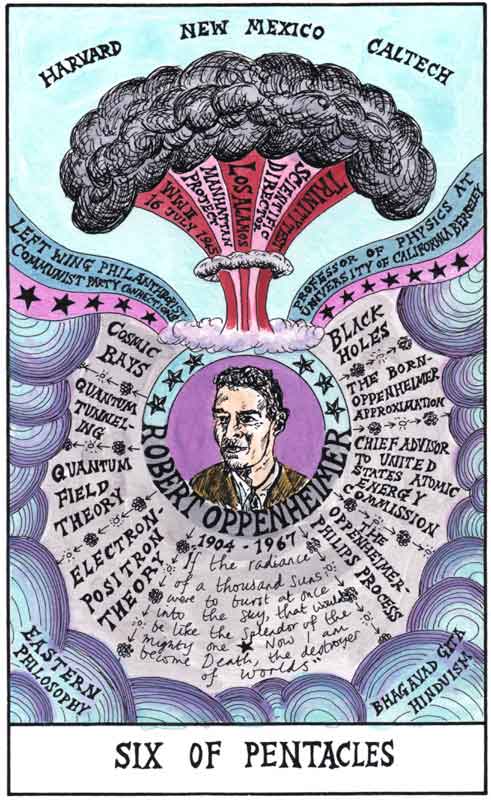 HARVARD
NEW MEXICO
CALTECH
WWII
16 JULY 1945
MANHATTAN
PROJECT
LOS ALAMOS
SCIENTIFIC
DIRECTOR
TRINITY TEST
LEFT WING PHILANTHROPIST
COMMUNIST PARTY CONNECTIONS
PROFESSOR OF PHYSICS AT
UNIVERSITY OF CALIFORNIA, BERKELEY
COSMIC
RAYS
QUANTUM
TUNNEL-
ING
QUANTUM
FIELD
THEORY
ELECTRON-
POSITRON
THEORY
BLACK
HOLES
THE BORN-
OPPENHEIMER
APPROXIMATION
CHIEF ADVISOR
TO UNITED
STATES ATOMIC
ENERGY
COMMISSION
THE
OPPENHEIMER-
PHILIPS PROCESS
ROBERT OPPENHEIMER
1904 - 1967
"If the radiance
of a thousand suns
were to burst at once
into the sky, that would
be like the splendor of the
mighty one ★ Now I am
become Death, the destroyer
of worlds"
EASTERN
PHILOSOPHY
BHAGAVAD GITA
HINDUISM
SIX OF PENTACLES